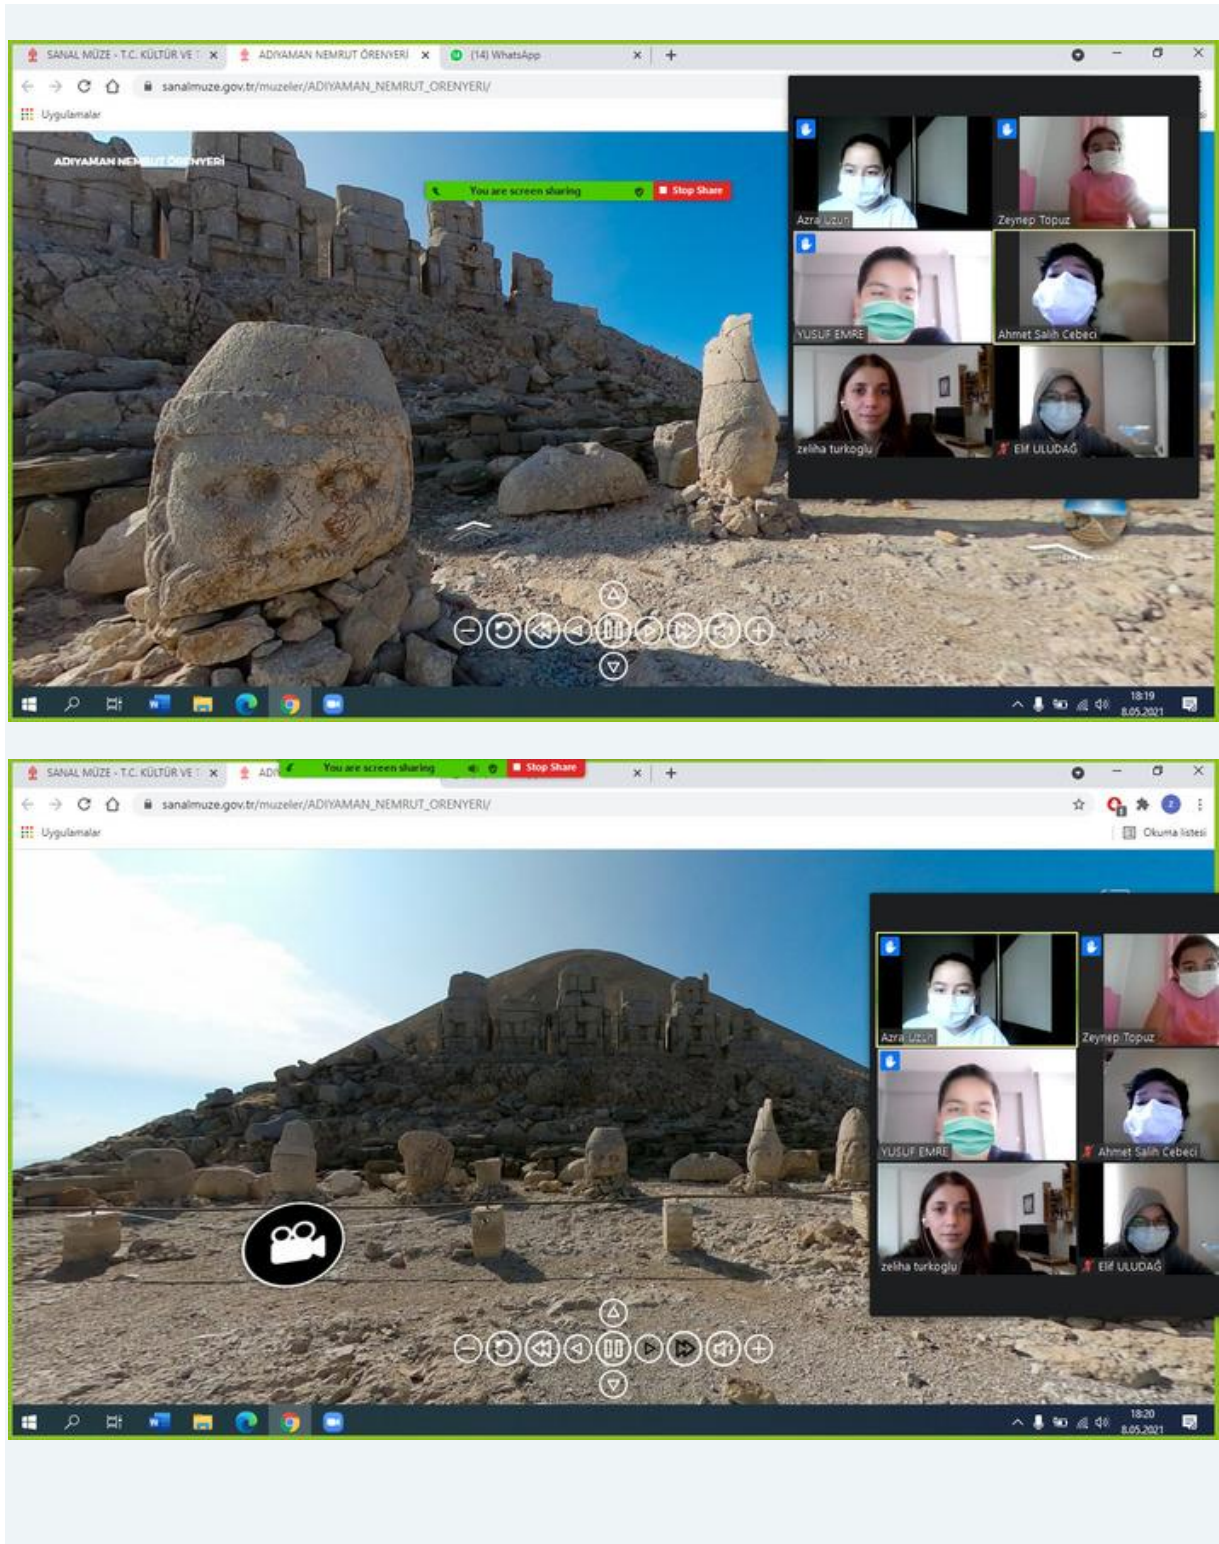 SANAL MÜZE - T.C. KÜLTÜR VE T
ADIYAMAN NEMRUT ÖRENYERİ
(14) WhatsApp
sanalmuze.gov.tr/muzeler/ADIYAMAN_NEMRUT_ORENYERI/
Uygulamalar
ADIYAMAN NEMRUT ÖRENYERİ
You are screen sharing
Stop Share
Azra Uzun
Zeynep Topuz
YUSUF EMRE
Ahmet Salih Cebeci
zeliha turkoglu
Elif ULUDAĞ
18:19
8.05.2021
SANAL MÜZE - T.C. KÜLTÜR VE T
ADI
You are screen sharing
Stop Share
sanalmuze.gov.tr/muzeler/ADIYAMAN_NEMRUT_ORENYERI/
Uygulamalar
Okuma listesi
Azra Uzun
Zeynep Topuz
YUSUF EMRE
Ahmet Salih Cebeci
zeliha turkoglu
Elif ULUDAĞ
18:20
8.05.2021